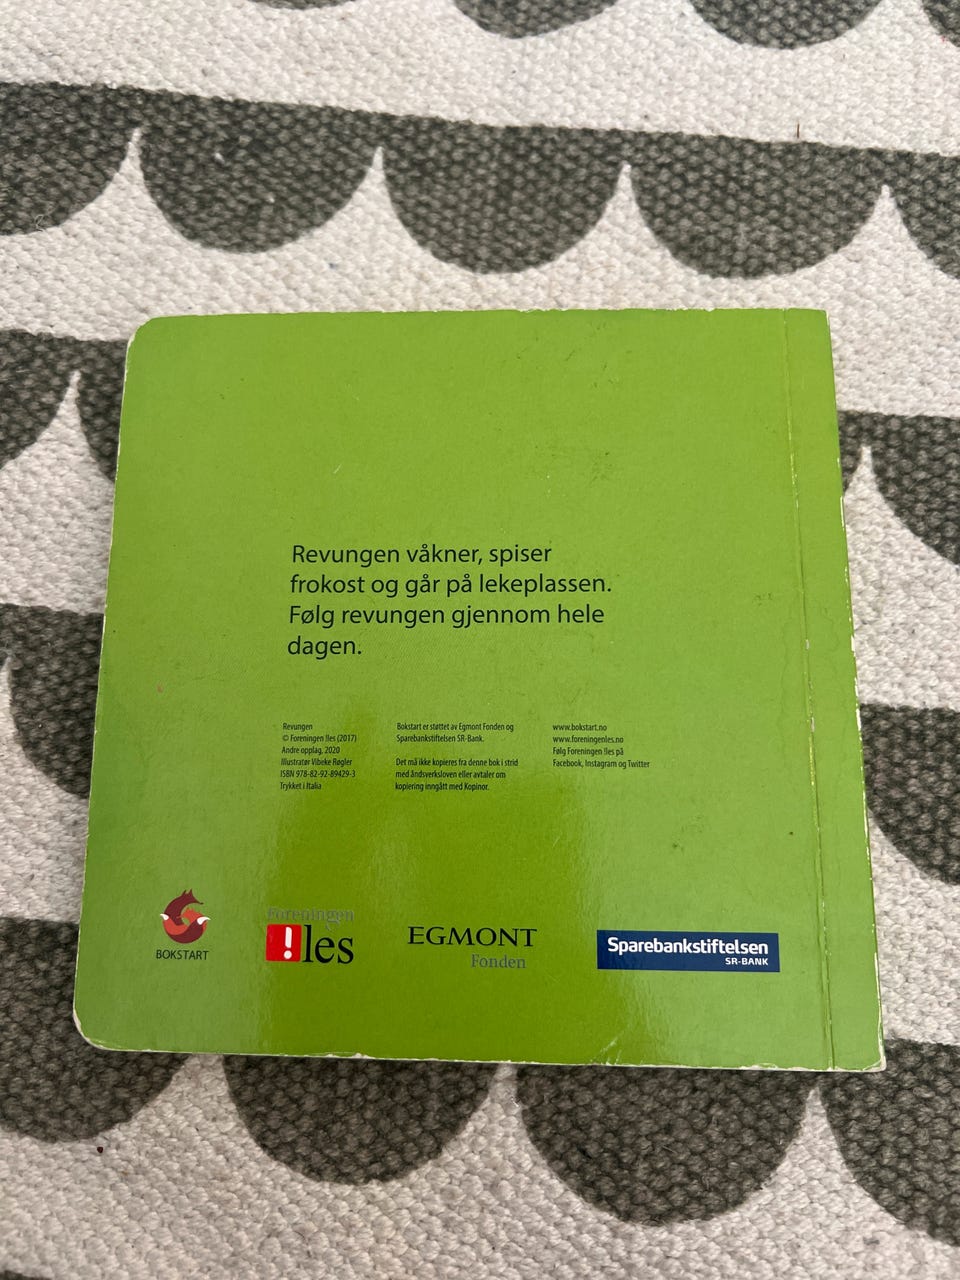 Revungen våkner, spiser
frokost og går på lekeplassen.
Følg revungen gjennom hele
dagen.
Revungen
© Foreningen !les (2017)
Andre opplag, 2020
Illustratør Vibeke Røgler
ISBN 978-82-92-89429-3
Trykket i Italia
Bokstart er støttet av Egmont Fonden og
Sparebankstiftelsen SR-Bank.
Det må ikke kopieres fra denne bok i strid
med åndsverksloven eller avtaler om
kopiering inngått med Kopinor.
www.bokstart.no
www.foreningenles.no
Følg Foreningen !les på
Facebook, Instagram og Twitter
BOKSTART
Foreningen
!les
EGMONT
Fonden
Sparebankstiftelsen
SR-BANK